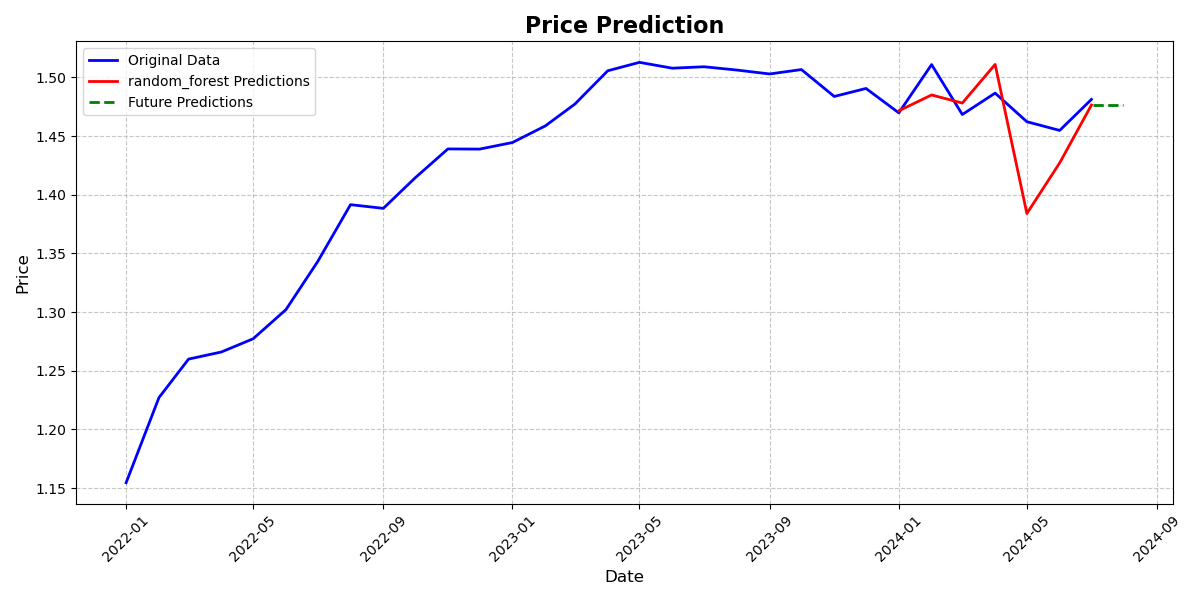 Price Prediction
Original Data
random_forest Predictions
Future Predictions
Price
1.50
1.45
1.40
1.35
1.30
1.25
1.20
1.15
2022-01
2022-05
2022-09
2023-01
2023-05
2023-09
2024-01
2024-05
2024-09
Date